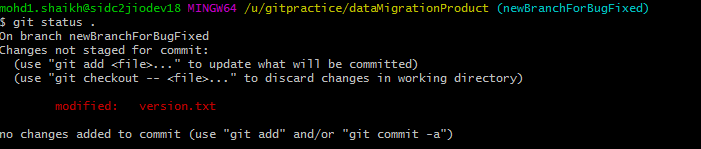 mohd1.shaikh@sidc2jiodev18 MINGW64 /u/gitpractice/dataMigrationProduct (newBranchForBugFixed)
$ git status .
On branch newBranchForBugFixed
Changes not staged for commit:
  (use "git add <file>..." to update what will be committed)
  (use "git checkout -- <file>..." to discard changes in working directory)
        modified:   version.txt
no changes added to commit (use "git add" and/or "git commit -a")